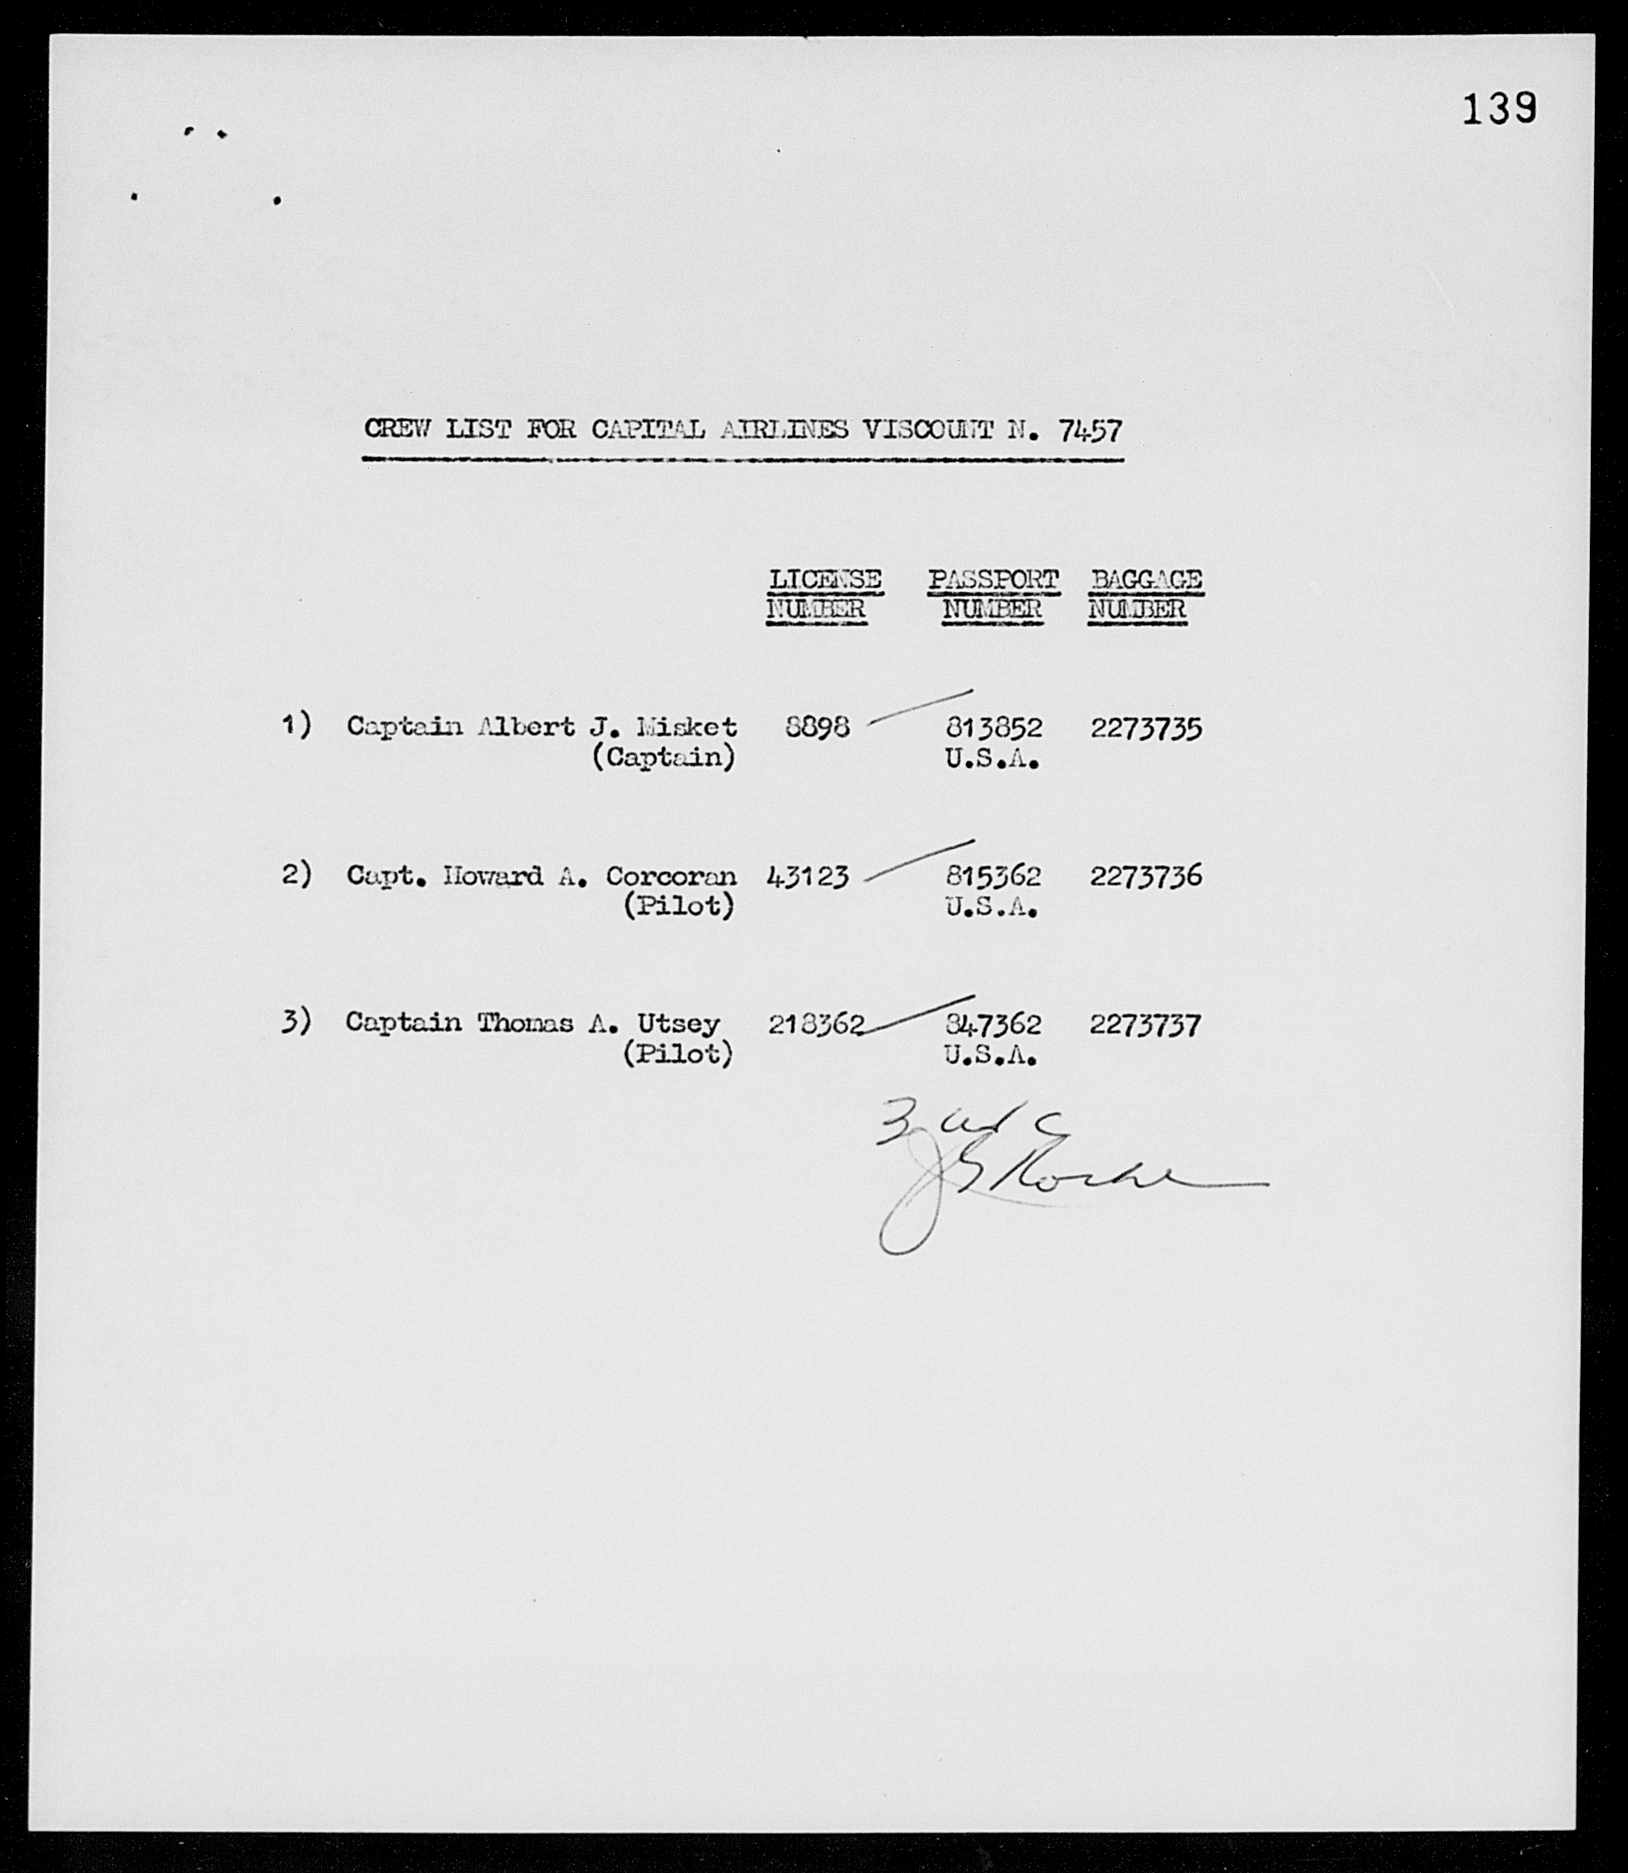 139
CREW LIST FOR CAPITAL AIRLINES VISCOUNT N. 7457
LICENSE PASSPORT BAGGAGE
NUMBER NUMBER NUMBER
1) Captain Albert J. Misket 8898 813852 2273735
(Captain) U.S.A.
2) Capt. Howard A. Corcoran 43123 815362 2273736
(Pilot) U.S.A.
3) Captain Thomas A. Utsey 218362 847362 2273737
(Pilot) U.S.A.
3